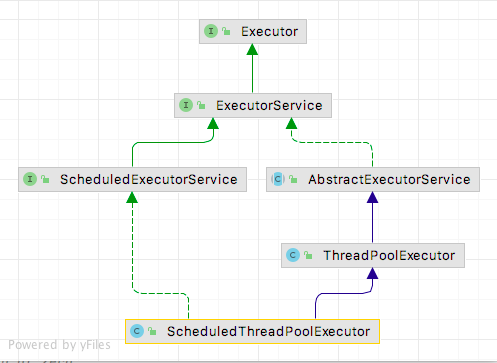 I Executor
I ExecutorService
I ScheduledExecutorService
C AbstractExecutorService
C ThreadPoolExecutor
C ScheduledThreadPoolExecutor
Powered by yFiles